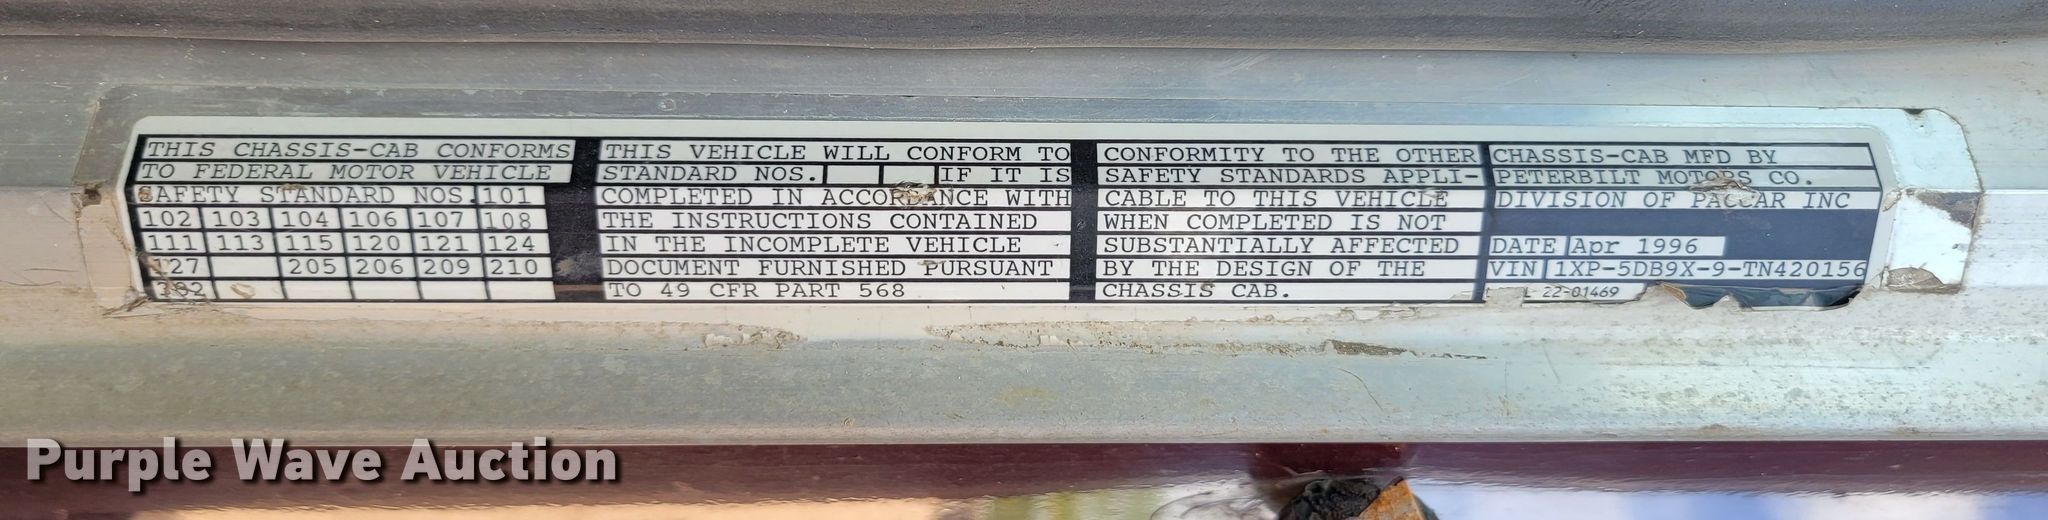 THIS CHASSIS-CAB CONFORMS
TO FEDERAL MOTOR VEHICLE
SAFETY STANDARD NOS. 101
102 103 104 106 107 108
111 113 115 120 121 124
127 205 206 209 210
302
THIS VEHICLE WILL CONFORM TO
STANDARD NOS. IF IT IS
COMPLETED IN ACCORDANCE WITH
THE INSTRUCTIONS CONTAINED
IN THE INCOMPLETE VEHICLE
DOCUMENT FURNISHED PURSUANT
TO 49 CFR PART 568
CONFORMITY TO THE OTHER
SAFETY STANDARDS APPLI-
CABLE TO THIS VEHICLE
WHEN COMPLETED IS NOT
SUBSTANTIALLY AFFECTED
BY THE DESIGN OF THE
CHASSIS CAB.
CHASSIS-CAB MFD BY
PETERBILT MOTORS CO.
DIVISION OF PACCAR INC
DATE Apr 1996
VIN 1XP-5DB9X-9-TN420156
22-01469
Purple Wave Auction